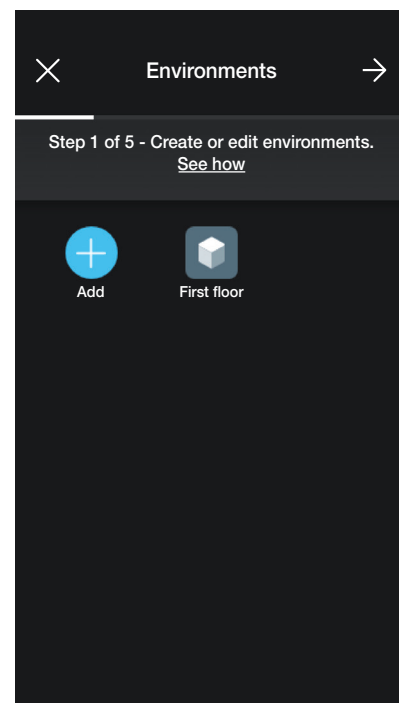 Environments
Step 1 of 5 - Create or edit environments.
See how
Add
First floor